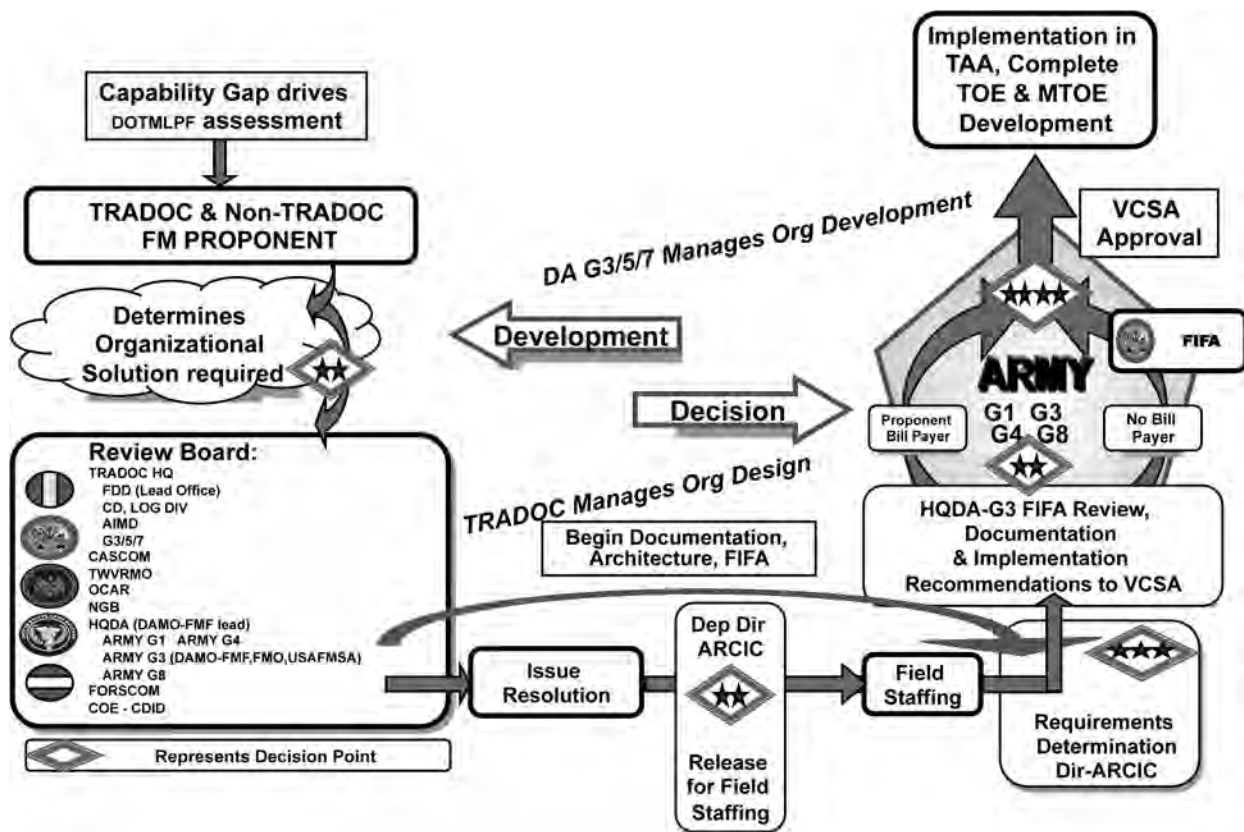 Capability Gap drives
DOTMLPF assessment
TRADOC & Non-TRADOC
FM PROPONENT
Determines
Organizational
Solution required
Review Board:
TRADOC HQ
FDD (Lead Office)
CD, LOG DIV
AIMD
G3/5/7
CASCOM
TWVRMO
OCAR
NGB
HQDA (DAMO-FMF lead)
ARMY G1 ARMY G4
ARMY G3 (DAMO-FMF,FMO,USAFMSA)
ARMY G8
FORSCOM
COE - CDID
Represents Decision Point
DA G3/5/7 Manages Org Development
Development
Decision
TRADOC Manages Org Design
Begin Documentation,
Architecture, FIFA
Issue
Resolution
Dep Dir
ARCIC
Release
for Field
Staffing
Field
Staffing
Requirements
Determination
Dir-ARCIC
HQDA-G3 FIFA Review,
Documentation
& Implementation
Recommendations to VCSA
Proponent
Bill Payer
No Bill
Payer
ARMY
G1 G3
G4 G8
FIFA
VCSA
Approval
Implementation in
TAA, Complete
TOE & MTOE
Development